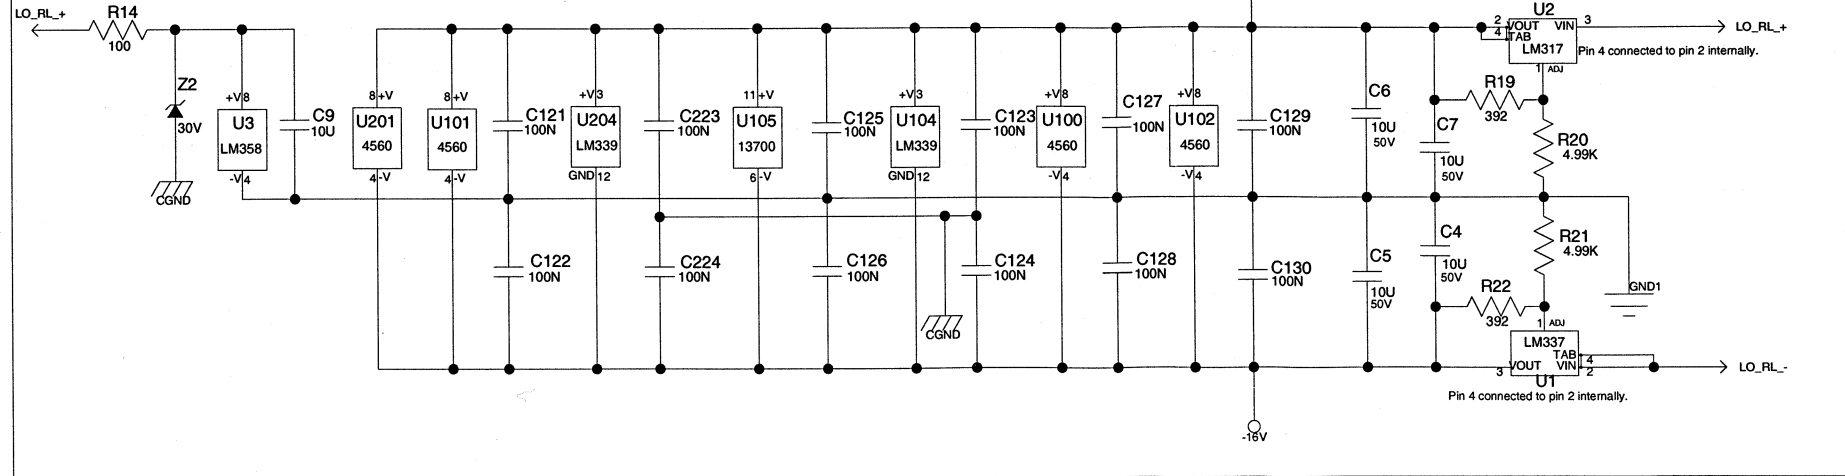 LO_RL_+
R14
100
Z2
30V
CGND
+V 8
U3
LM358
-V 4
C9
10U
8 +V
U201
4560
4 -V
8 +V
U101
4560
4 -V
C121
100N
C122
100N
+V 3
U204
LM339
GND 12
C223
100N
C224
100N
11 +V
U105
13700
6 -V
C125
100N
C126
100N
+V 3
U104
LM339
GND 12
CGND
C123
100N
C124
100N
+V 8
U100
4560
-V 4
C127
100N
C128
100N
+V 8
U102
4560
-V 4
C129
100N
C130
100N
-16V
C6
10U
50V
C5
10U
50V
C7
10U
50V
C4
10U
50V
U2
2 VOUT VIN 3
4 TAB
LM317
1 ADJ
LO_RL_+
Pin 4 connected to pin 2 internally.
R19
392
R20
4.99K
R21
4.99K
R22
392
GND1
1 ADJ
LM337
TAB 4
3 VOUT VIN 2
U1
LO_RL_-
Pin 4 connected to pin 2 internally.